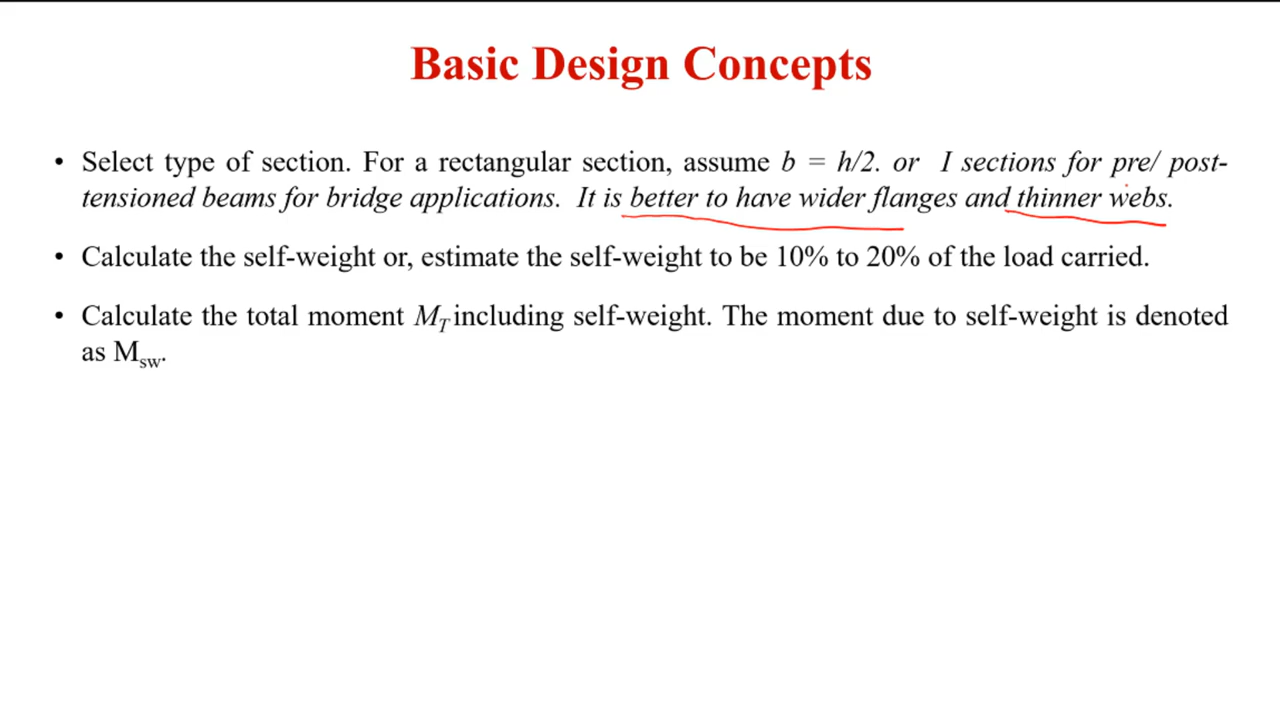 Basic Design Concepts
• Select type of section. For a rectangular section, assume b = h/2. or I sections for pre/ post-
tensioned beams for bridge applications. It is better to have wider flanges and thinner webs.
• Calculate the self-weight or, estimate the self-weight to be 10% to 20% of the load carried.
• Calculate the total moment M_T including self-weight. The moment due to self-weight is denoted
as M_sw.